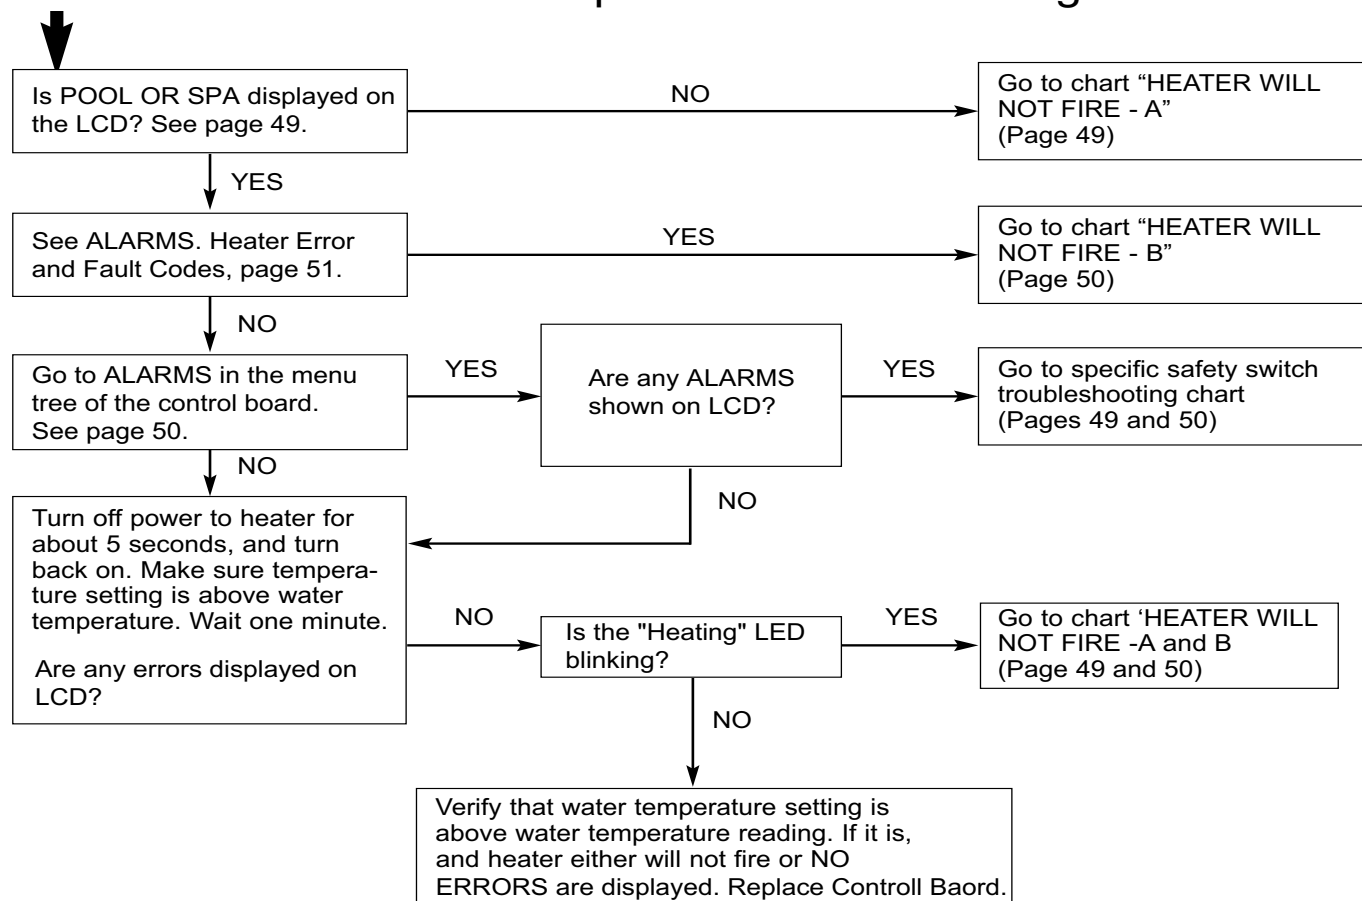 Is POOL OR SPA displayed on
the LCD? See page 49.
NO
Go to chart “HEATER WILL
NOT FIRE - A”
(Page 49)
YES
See ALARMS. Heater Error
and Fault Codes, page 51.
YES
Go to chart “HEATER WILL
NOT FIRE - B”
(Page 50)
NO
Go to ALARMS in the menu
tree of the control board.
See page 50.
YES
Are any ALARMS
shown on LCD?
YES
Go to specific safety switch
troubleshooting chart
(Pages 49 and 50)
NO
NO
Turn off power to heater for
about 5 seconds, and turn
back on. Make sure tempera-
ture setting is above water
temperature. Wait one minute.
Are any errors displayed on
LCD?
NO
Is the "Heating" LED
blinking?
YES
Go to chart ‘HEATER WILL
NOT FIRE -A and B
(Page 49 and 50)
NO
Verify that water temperature setting is
above water temperature reading. If it is,
and heater either will not fire or NO
ERRORS are displayed. Replace Controll Baord.